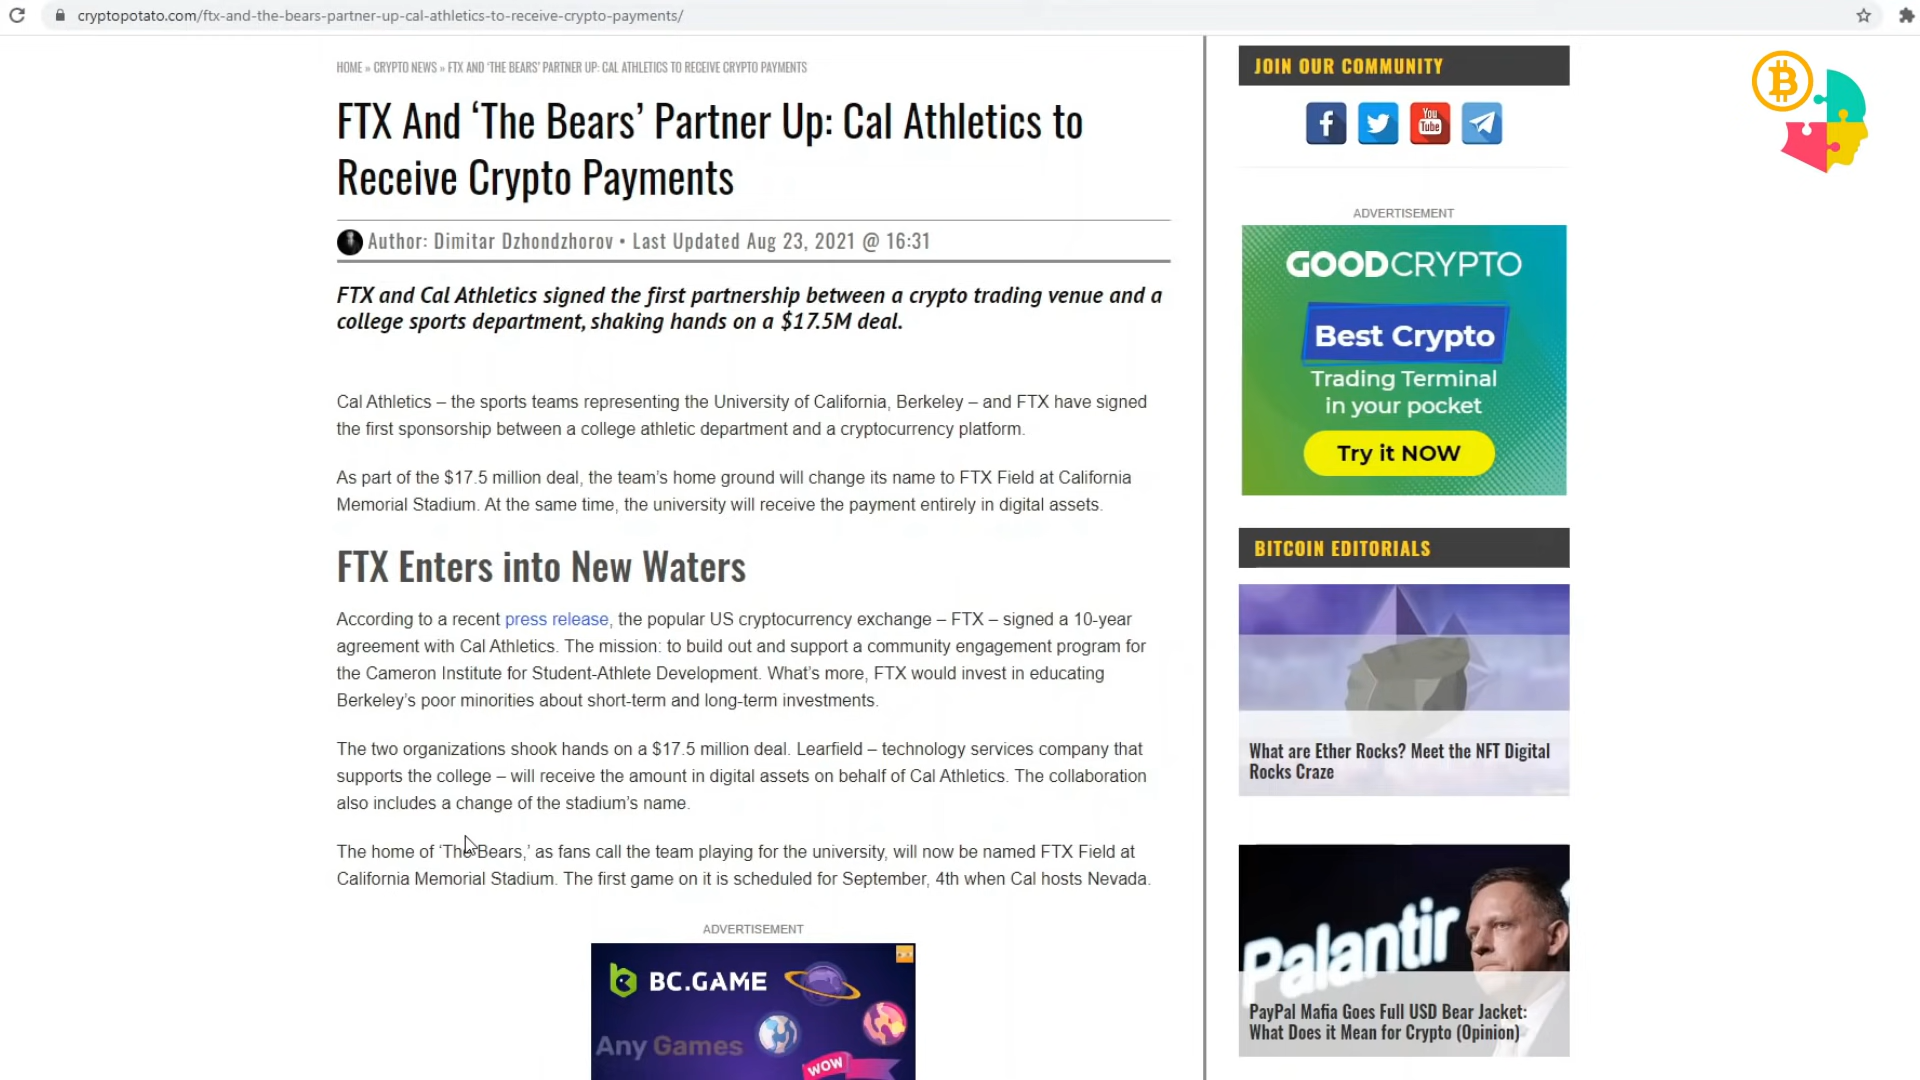 cryptopotato.com/ftx-and-the-bears-partner-up-cal-athletics-to-receive-crypto-payments/
HOME » CRYPTO NEWS » FTX AND ‘THE BEARS’ PARTNER UP: CAL ATHLETICS TO RECEIVE CRYPTO PAYMENTS
FTX And ‘The Bears’ Partner Up: Cal Athletics to
Receive Crypto Payments
Author: Dimitar Dzhondzhorov • Last Updated Aug 23, 2021 @ 16:31
FTX and Cal Athletics signed the first partnership between a crypto trading venue and a
college sports department, shaking hands on a $17.5M deal.
Cal Athletics – the sports teams representing the University of California, Berkeley – and FTX have signed
the first sponsorship between a college athletic department and a cryptocurrency platform.
As part of the $17.5 million deal, the team’s home ground will change its name to FTX Field at California
Memorial Stadium. At the same time, the university will receive the payment entirely in digital assets.
FTX Enters into New Waters
According to a recent press release, the popular US cryptocurrency exchange – FTX – signed a 10-year
agreement with Cal Athletics. The mission: to build out and support a community engagement program for
the Cameron Institute for Student-Athlete Development. What’s more, FTX would invest in educating
Berkeley’s poor minorities about short-term and long-term investments.
The two organizations shook hands on a $17.5 million deal. Learfield – technology services company that
supports the college – will receive the amount in digital assets on behalf of Cal Athletics. The collaboration
also includes a change of the stadium’s name.
The home of ‘The Bears,’ as fans call the team playing for the university, will now be named FTX Field at
California Memorial Stadium. The first game on it is scheduled for September, 4th when Cal hosts Nevada.
ADVERTISEMENT
BC.GAME
Any Games
WOW
JOIN OUR COMMUNITY
You
Tube
ADVERTISEMENT
GOODCRYPTO
Best Crypto
Trading Terminal
in your pocket
Try it NOW
BITCOIN EDITORIALS
What are Ether Rocks? Meet the NFT Digital
Rocks Craze
Palantir
PayPal Mafia Goes Full USD Bear Jacket:
What Does it Mean for Crypto (Opinion)